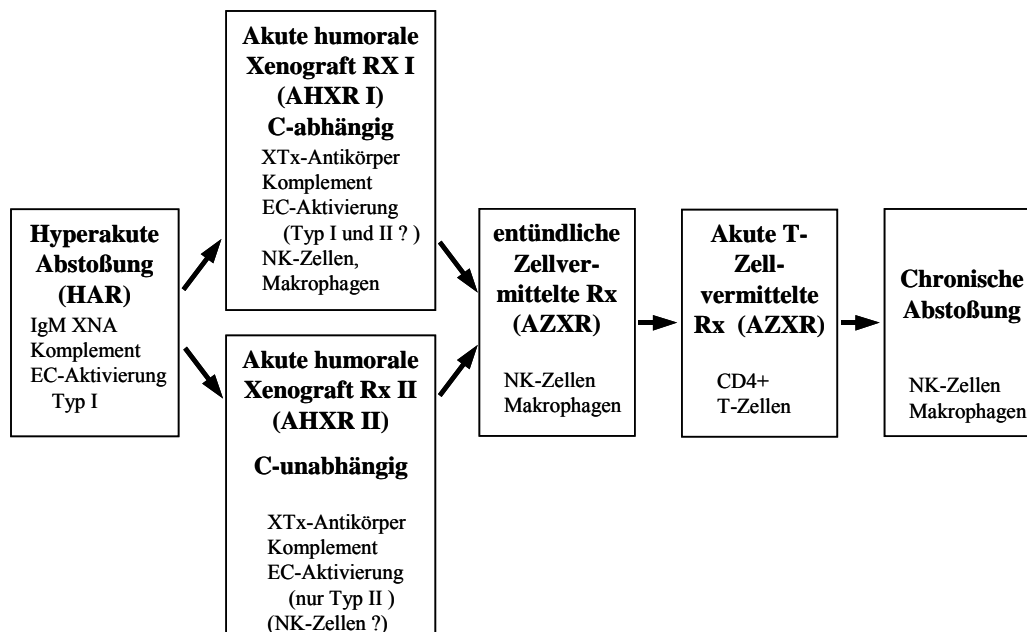 Hyperakute
Abstoßung
(HAR)
IgM XNA
Komplement
EC-Aktivierung
Typ I
Akute humorale
Xenograft RX I
(AHXR I)
C-abhängig
XTx-Antikörper
Komplement
EC-Aktivierung
(Typ I und II ? )
NK-Zellen,
Makrophagen
Akute humorale
Xenograft Rx II
(AHXR II)
C-unabhängig
XTx-Antikörper
Komplement
EC-Aktivierung
(nur Typ II )
(NK-Zellen ?)
entündliche
Zellver-
mittelte Rx
(AZXR)
NK-Zellen
Makrophagen
Akute T-
Zell-
vermittelte
Rx (AZXR)
CD4+
T-Zellen
Chronische
Abstoßung
NK-Zellen
Makrophagen